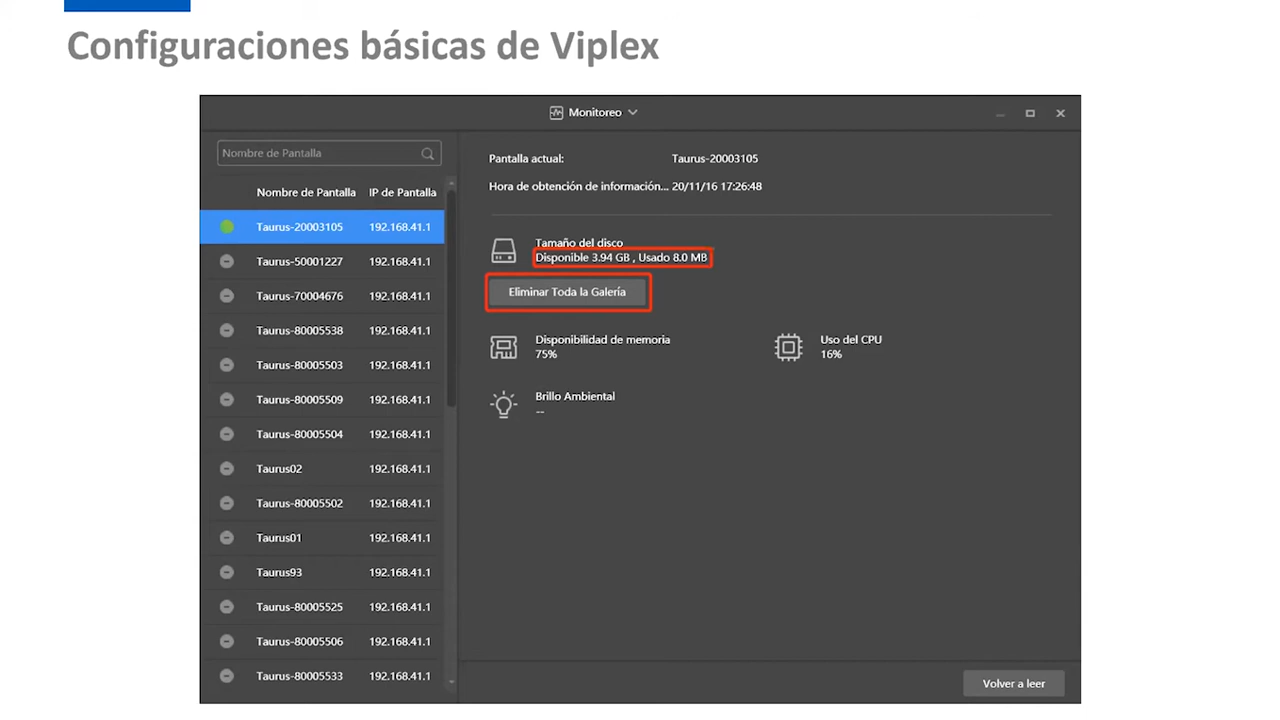 Configuraciones básicas de Viplex
Monitoreo
Nombre de Pantalla
Nombre de Pantalla IP de Pantalla
Taurus-20003105 192.168.41.1
Taurus-50001227 192.168.41.1
Taurus-70004676 192.168.41.1
Taurus-80005538 192.168.41.1
Taurus-80005503 192.168.41.1
Taurus-80005509 192.168.41.1
Taurus-80005504 192.168.41.1
Taurus02 192.168.41.1
Taurus-80005502 192.168.41.1
Taurus01 192.168.41.1
Taurus93 192.168.41.1
Taurus-80005525 192.168.41.1
Taurus-80005506 192.168.41.1
Taurus-80005533 192.168.41.1
Pantalla actual: Taurus-20003105
Hora de obtención de información... 20/11/16 17:26:48
Tamaño del disco
Disponible 3.94 GB , Usado 8.0 MB
Eliminar Toda la Galería
Disponibilidad de memoria
75%
Uso del CPU
16%
Brillo Ambiental
--
Volver a leer